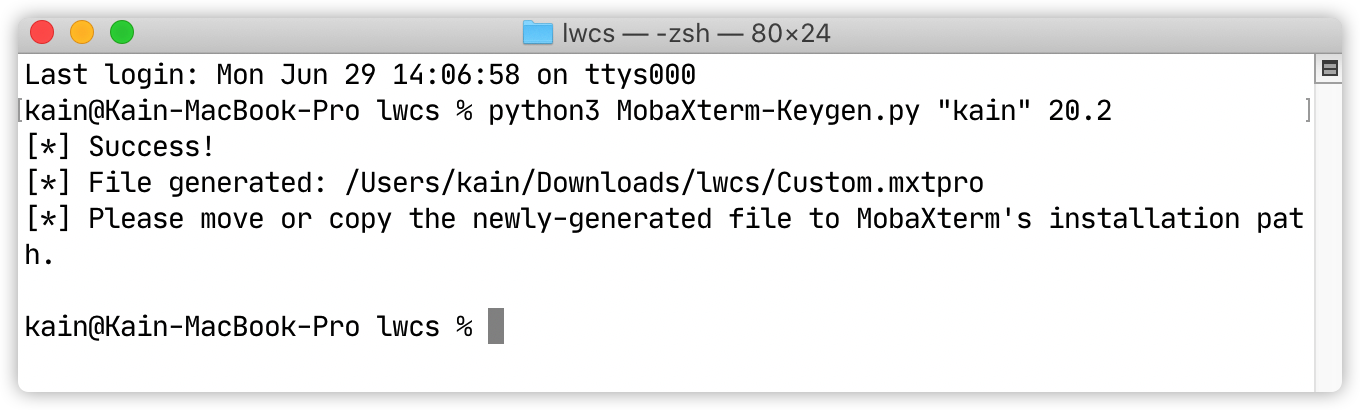 lwcs — -zsh — 80×24
Last login: Mon Jun 29 14:06:58 on ttys000
[kain@Kain-MacBook-Pro lwcs % python3 MobaXterm-Keygen.py "kain" 20.2 ]
[*] Success!
[*] File generated: /Users/kain/Downloads/lwcs/Custom.mxtpro
[*] Please move or copy the newly-generated file to MobaXterm's installation pat
h.
kain@Kain-MacBook-Pro lwcs %